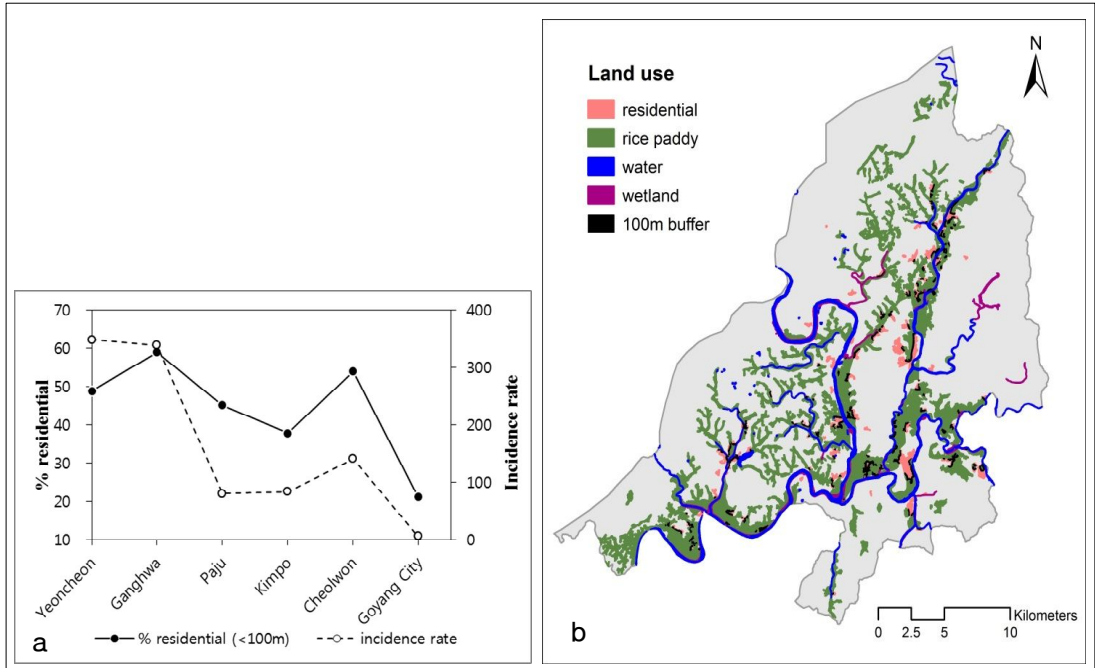 70
60
50
40
30
20
10
% residential
400
300
200
100
0
Incidence rate
Yeoncheon
Ganghwa
Paju
Kimpo
Cheolwon
Goyang City
% residential (<100m)
incidence rate
a
N
Land use
residential
rice paddy
water
wetland
100m buffer
Kilometers
0 2.5 5 10
b